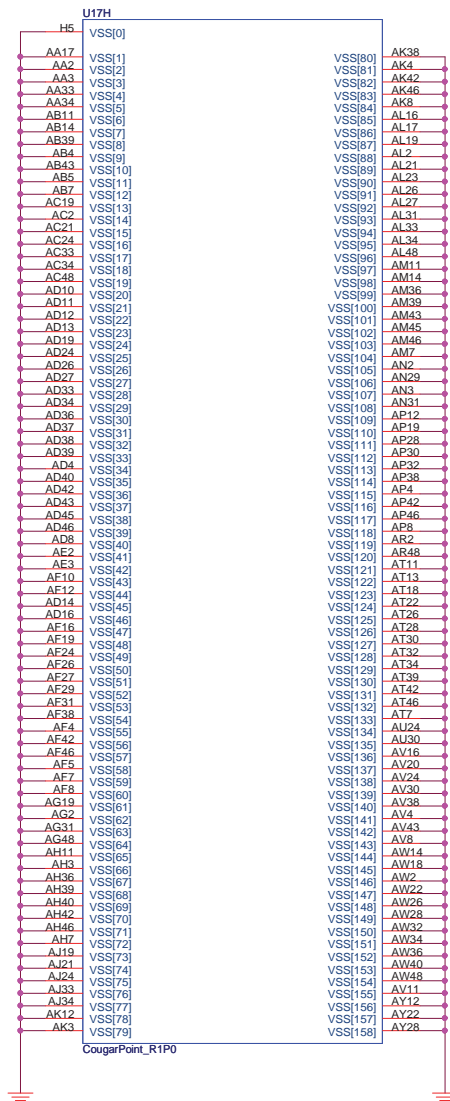 U17H
H5 VSS[0]
AA17 VSS[1] VSS[80] AK38
AA2 VSS[2] VSS[81] AK4
AA3 VSS[3] VSS[82] AK42
AA33 VSS[4] VSS[83] AK46
AA34 VSS[5] VSS[84] AK8
AB11 VSS[6] VSS[85] AL16
AB14 VSS[7] VSS[86] AL17
AB39 VSS[8] VSS[87] AL19
AB4 VSS[9] VSS[88] AL2
AB43 VSS[10] VSS[89] AL21
AB5 VSS[11] VSS[90] AL23
AB7 VSS[12] VSS[91] AL26
AC19 VSS[13] VSS[92] AL27
AC2 VSS[14] VSS[93] AL31
AC21 VSS[15] VSS[94] AL33
AC24 VSS[16] VSS[95] AL34
AC33 VSS[17] VSS[96] AL48
AC34 VSS[18] VSS[97] AM11
AC48 VSS[19] VSS[98] AM14
AD10 VSS[20] VSS[99] AM36
AD11 VSS[21] VSS[100] AM39
AD12 VSS[22] VSS[101] AM43
AD13 VSS[23] VSS[102] AM45
AD19 VSS[24] VSS[103] AM46
AD24 VSS[25] VSS[104] AM7
AD26 VSS[26] VSS[105] AN2
AD27 VSS[27] VSS[106] AN29
AD33 VSS[28] VSS[107] AN3
AD34 VSS[29] VSS[108] AN31
AD36 VSS[30] VSS[109] AP12
AD37 VSS[31] VSS[110] AP19
AD38 VSS[32] VSS[111] AP28
AD39 VSS[33] VSS[112] AP30
AD4 VSS[34] VSS[113] AP32
AD40 VSS[35] VSS[114] AP38
AD42 VSS[36] VSS[115] AP4
AD43 VSS[37] VSS[116] AP42
AD45 VSS[38] VSS[117] AP46
AD46 VSS[39] VSS[118] AP8
AD8 VSS[40] VSS[119] AR2
AE2 VSS[41] VSS[120] AR48
AE3 VSS[42] VSS[121] AT11
AF10 VSS[43] VSS[122] AT13
AF12 VSS[44] VSS[123] AT18
AD14 VSS[45] VSS[124] AT22
AD16 VSS[46] VSS[125] AT26
AF16 VSS[47] VSS[126] AT28
AF19 VSS[48] VSS[127] AT30
AF24 VSS[49] VSS[128] AT32
AF26 VSS[50] VSS[129] AT34
AF27 VSS[51] VSS[130] AT39
AF29 VSS[52] VSS[131] AT42
AF31 VSS[53] VSS[132] AT46
AF38 VSS[54] VSS[133] AT7
AF4 VSS[55] VSS[134] AU24
AF42 VSS[56] VSS[135] AU30
AF46 VSS[57] VSS[136] AV16
AF5 VSS[58] VSS[137] AV20
AF7 VSS[59] VSS[138] AV24
AF8 VSS[60] VSS[139] AV30
AG19 VSS[61] VSS[140] AV38
AG2 VSS[62] VSS[141] AV4
AG31 VSS[63] VSS[142] AV43
AG48 VSS[64] VSS[143] AV8
AH11 VSS[65] VSS[144] AW14
AH3 VSS[66] VSS[145] AW18
AH36 VSS[67] VSS[146] AW2
AH39 VSS[68] VSS[147] AW22
AH40 VSS[69] VSS[148] AW26
AH42 VSS[70] VSS[149] AW28
AH46 VSS[71] VSS[150] AW32
AH7 VSS[72] VSS[151] AW34
AJ19 VSS[73] VSS[152] AW36
AJ21 VSS[74] VSS[153] AW40
AJ24 VSS[75] VSS[154] AW48
AJ33 VSS[76] VSS[155] AV11
AJ34 VSS[77] VSS[156] AY12
AK12 VSS[78] VSS[157] AY22
AK3 VSS[79] VSS[158] AY28
CougarPoint_R1P0